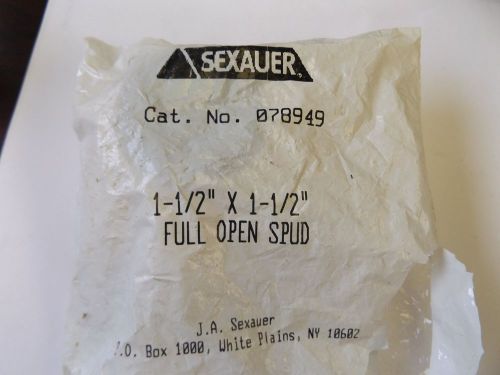 SEXAUER
Cat. No. 078949
1-1/2" X 1-1/2"
FULL OPEN SPUD
J.A. Sexauer
.O. Box 1000, White Plains, NY 10602